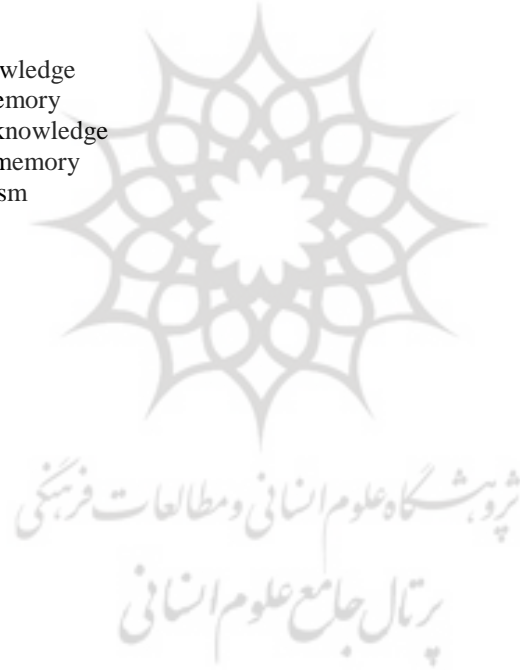 wledge
emory
knowledge
memory
sm
پژوهشگاه علوم انسانی و مطالعات فرهنگی
پرتال جامع علوم انسانی